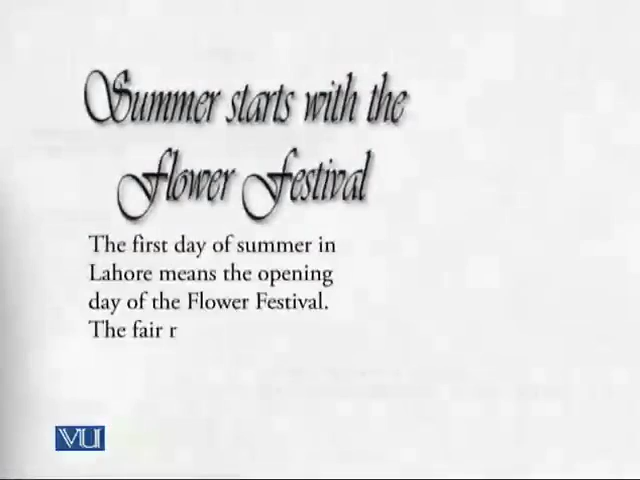 Summer starts with the
Flower Festival
The first day of summer in
Lahore means the opening
day of the Flower Festival.
The fair r
VU